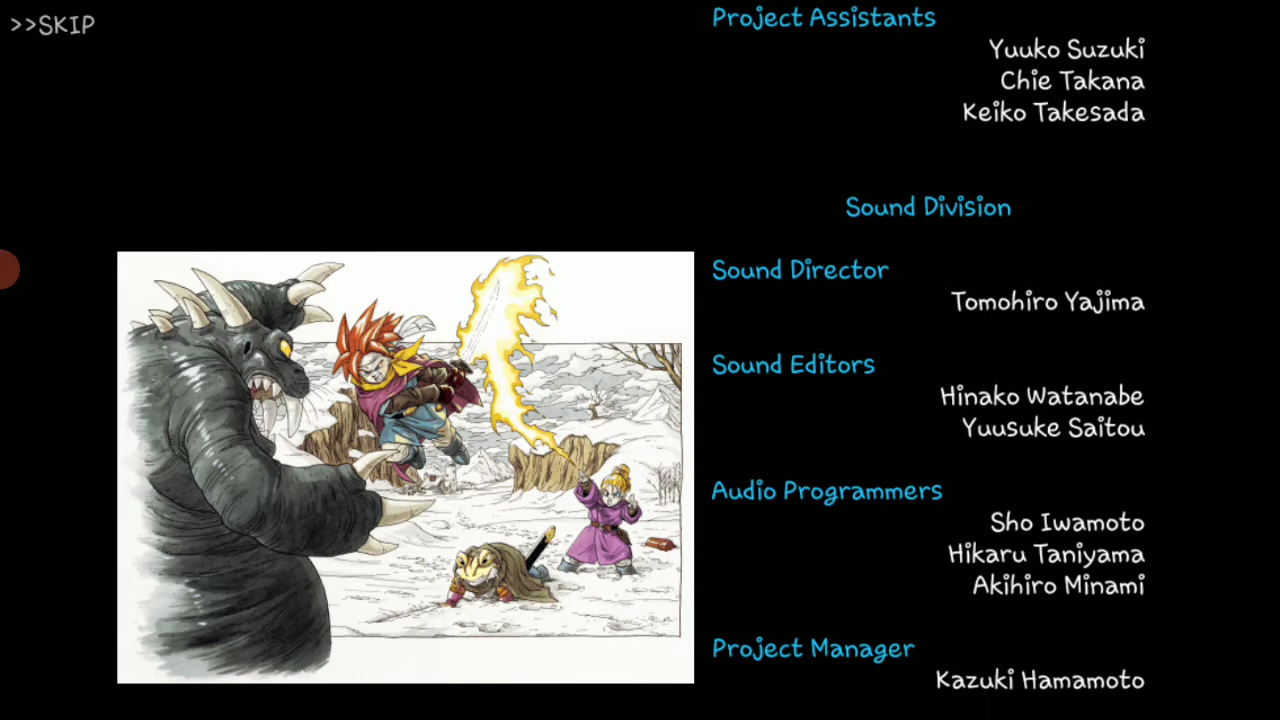 >>SKIP
Project Assistants
Yuuko Suzuki
Chie Takana
Keiko Takesada
Sound Division
Sound Director
Tomohiro Yajima
Sound Editors
Hinako Watanabe
Yuusuke Saitou
Audio Programmers
Sho Iwamoto
Hikaru Taniyama
Akihiro Minami
Project Manager
Kazuki Hamamoto